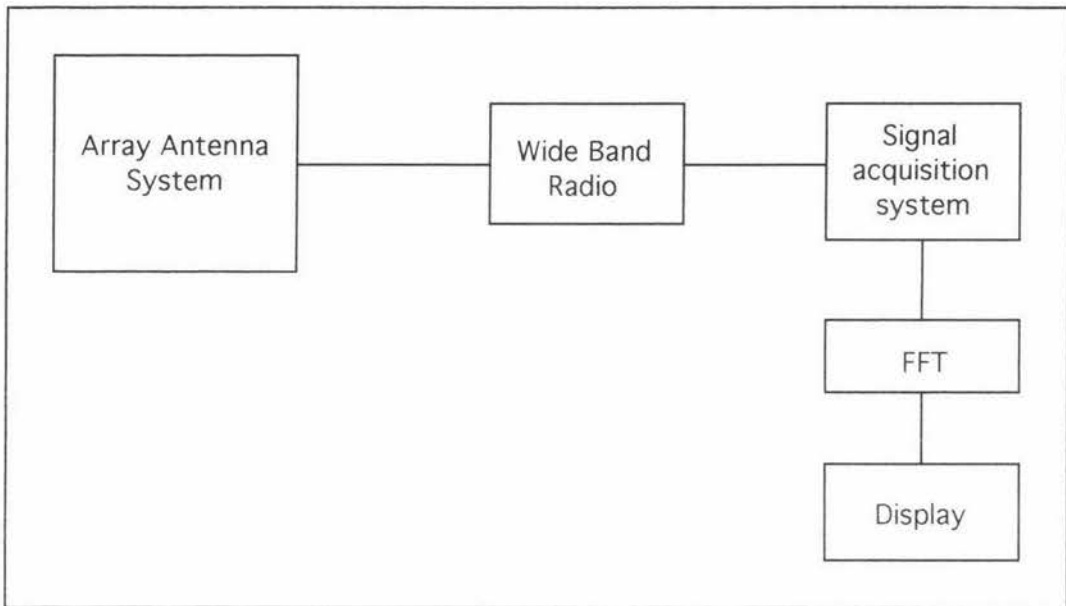 Array Antenna
System
Wide Band
Radio
Signal
acquisition
system
FFT
Display